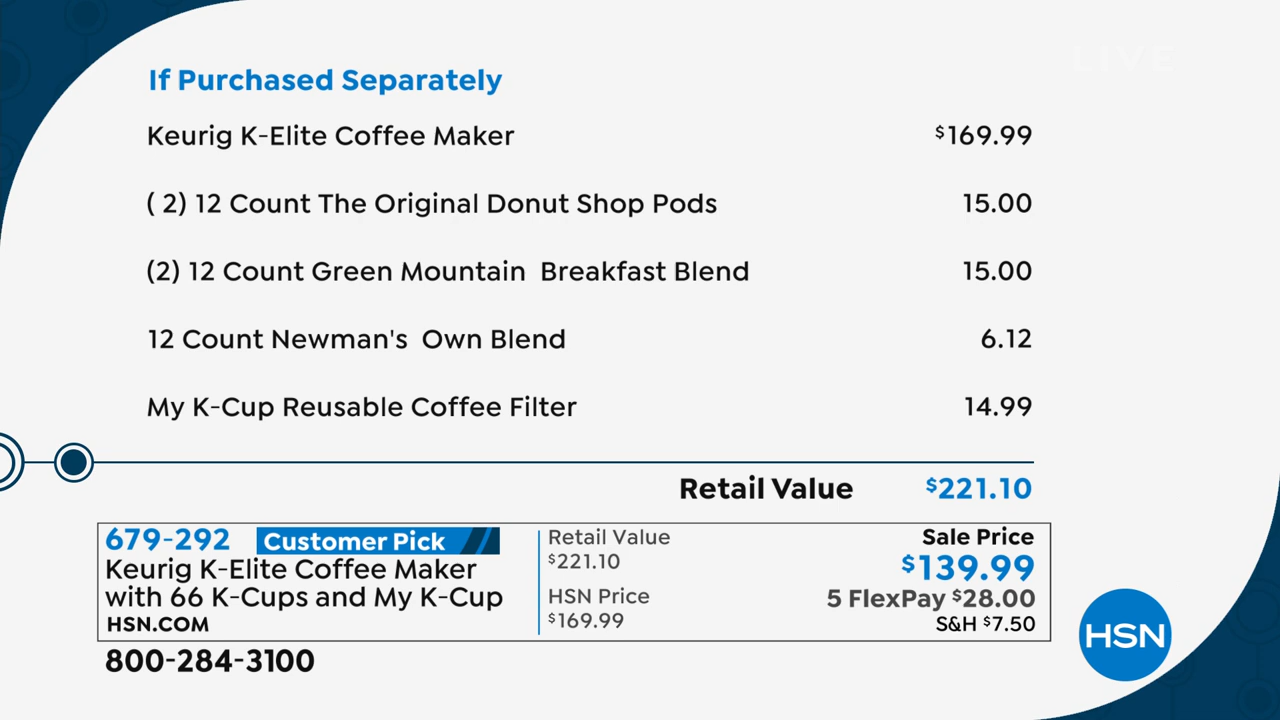 LIVE
If Purchased Separately
Keurig K-Elite Coffee Maker $169.99
( 2) 12 Count The Original Donut Shop Pods 15.00
(2) 12 Count Green Mountain  Breakfast Blend 15.00
12 Count Newman's  Own Blend 6.12
My K-Cup Reusable Coffee Filter 14.99
Retail Value $221.10
679-292 Customer Pick
Keurig K-Elite Coffee Maker
with 66 K-Cups and My K-Cup
HSN.COM
Retail Value
$221.10
HSN Price
$169.99
Sale Price
$139.99
5 FlexPay $28.00
S&H $7.50
HSN
800-284-3100